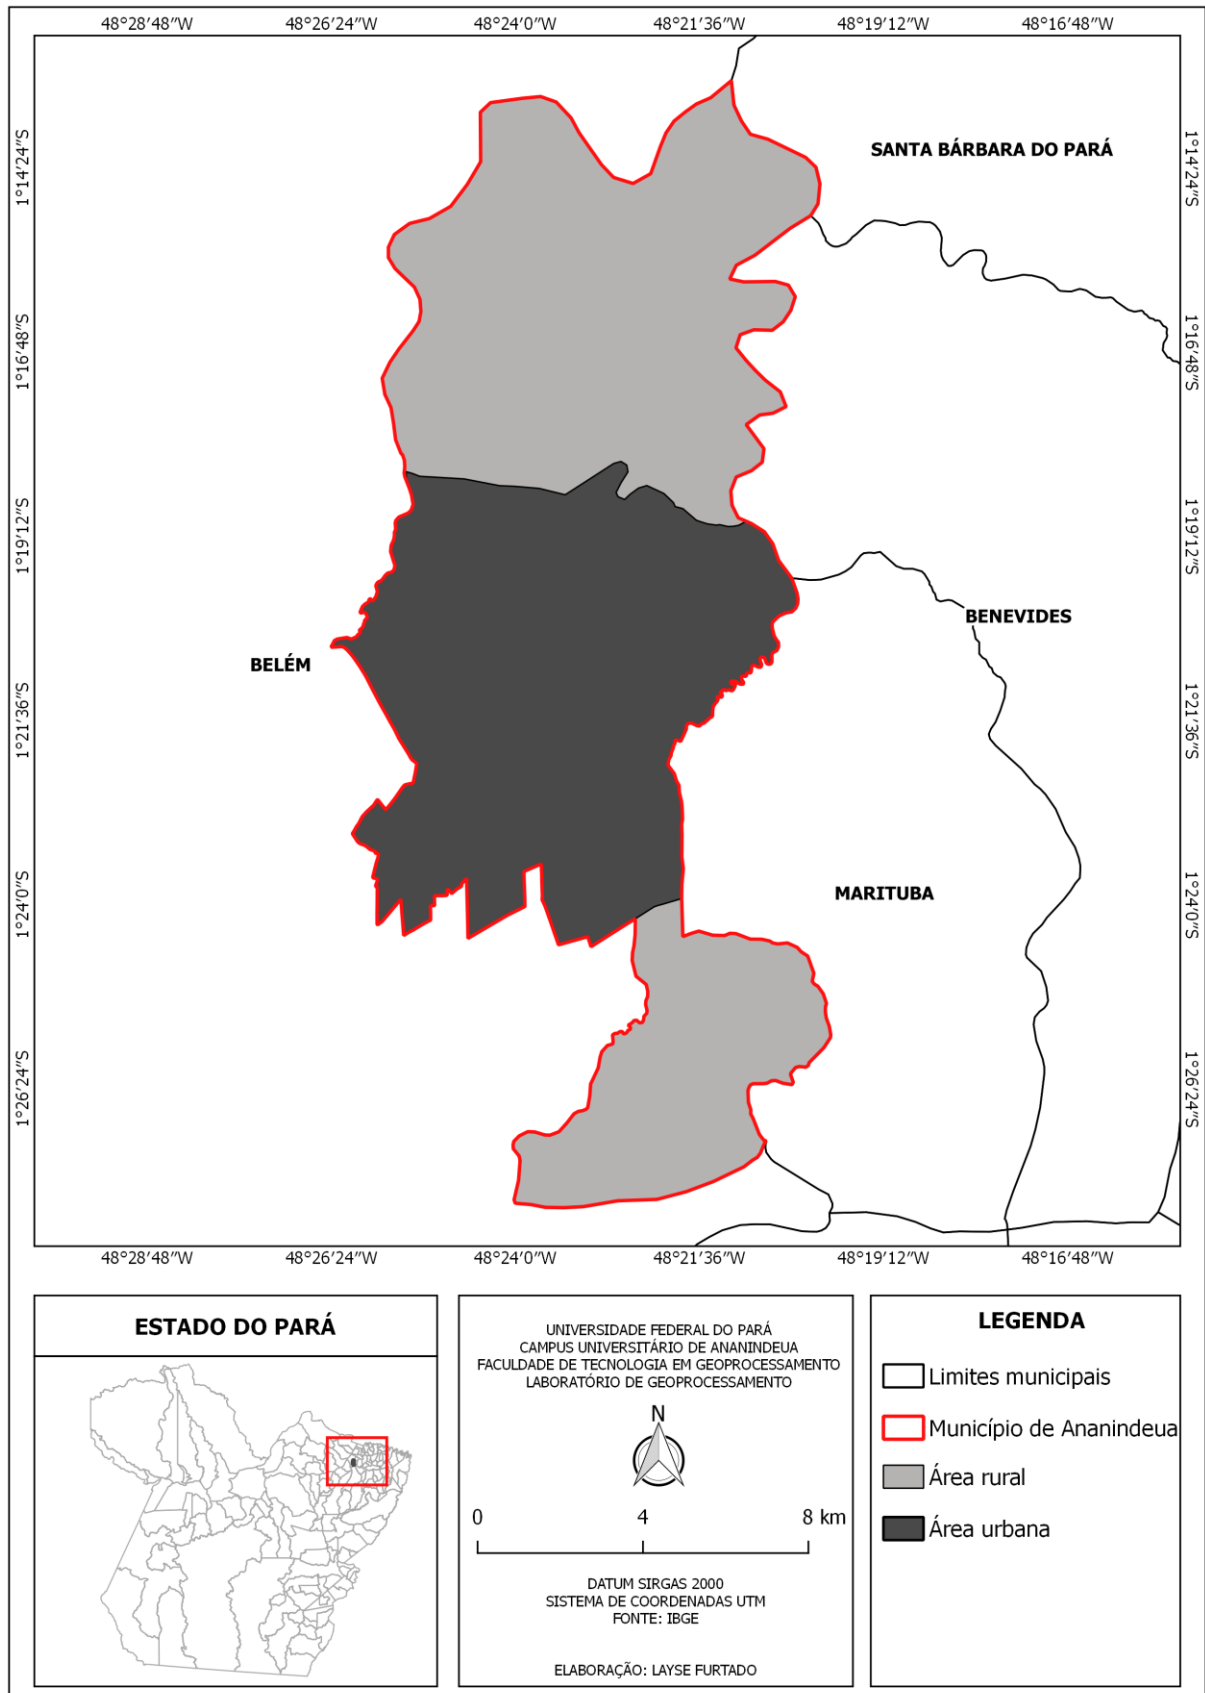 48°28'48"W 48°26'24"W 48°24'0"W 48°21'36"W 48°19'12"W 48°16'48"W
1°14'24"S
1°14'24"S
SANTA BÁRBARA DO PARÁ
1°16'48"S
1°16'48"S
1°19'12"S
1°19'12"S
BENEVIDES
BELÉM
1°21'36"S
1°21'36"S
MARITUBA
1°24'0"S
1°24'0"S
1°26'24"S
1°26'24"S
48°28'48"W 48°26'24"W 48°24'0"W 48°21'36"W 48°19'12"W 48°16'48"W
ESTADO DO PARÁ
UNIVERSIDADE FEDERAL DO PARÁ
CAMPUS UNIVERSITÁRIO DE ANANINDEUA
FACULDADE DE TECNOLOGIA EM GEOPROCESSAMENTO
LABORATÓRIO DE GEOPROCESSAMENTO
N
0 4 8 km
DATUM SIRGAS 2000
SISTEMA DE COORDENADAS UTM
FONTE: IBGE
ELABORAÇÃO: LAYSE FURTADO
LEGENDA
Limites municipais
Município de Ananindeua
Área rural
Área urbana